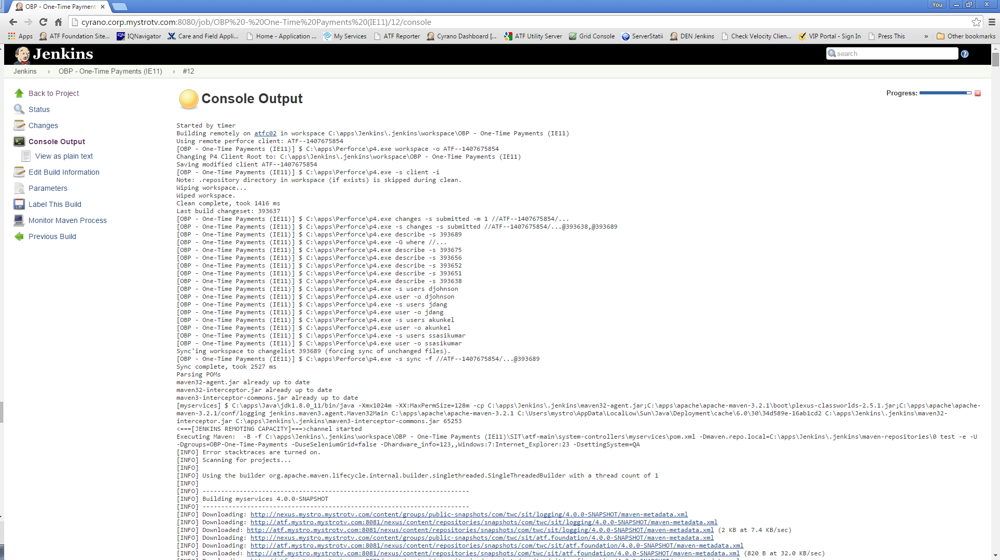 OBP - One-Time Payment
You
cyrano.corp.mystrotv.com:8080/job/OBP%20-%20One-Time%20Payments%20(IE11)/12/console
Apps ATF Foundation Site... IQNavigator Care and Field Appli... Home - Application ... My Services ATF Reporter Cyrano Dashboard [... ATF Utility Server Grid Console ServerStatii DEN Jenkins Check Velocity Clien... VIP Portal - Sign In Press This » Other bookmarks
Jenkins
search
Jenkins OBP - One-Time Payments (IE11) #12
Back to Project
Status
Changes
Console Output
View as plain text
Edit Build Information
Parameters
Label This Build
Monitor Maven Process
Previous Build
Console Output
Progress:
Started by timer
Building remotely on atfc02 in workspace C:\apps\Jenkins\.jenkins\workspace\OBP - One-Time Payments (IE11)
Using remote perforce client: ATF--1407675854
[OBP - One-Time Payments (IE11)] $ C:\apps\Perforce\p4.exe workspace -o ATF--1407675854
Changing P4 Client Root to: C:\apps\Jenkins\.jenkins\workspace\OBP - One-Time Payments (IE11)
Saving modified client ATF--1407675854
[OBP - One-Time Payments (IE11)] $ C:\apps\Perforce\p4.exe -s client -i
Note: .repository directory in workspace (if exists) is skipped during clean.
Wiping workspace...
Wiped workspace.
Clean complete, took 1416 ms
Last build changeset: 393637
[OBP - One-Time Payments (IE11)] $ C:\apps\Perforce\p4.exe changes -s submitted -m 1 //ATF--1407675854/...
[OBP - One-Time Payments (IE11)] $ C:\apps\Perforce\p4.exe -s changes -s submitted //ATF--1407675854/...@393638,@393689
[OBP - One-Time Payments (IE11)] $ C:\apps\Perforce\p4.exe describe -s 393689
[OBP - One-Time Payments (IE11)] $ C:\apps\Perforce\p4.exe -G where //...
[OBP - One-Time Payments (IE11)] $ C:\apps\Perforce\p4.exe describe -s 393675
[OBP - One-Time Payments (IE11)] $ C:\apps\Perforce\p4.exe describe -s 393656
[OBP - One-Time Payments (IE11)] $ C:\apps\Perforce\p4.exe describe -s 393652
[OBP - One-Time Payments (IE11)] $ C:\apps\Perforce\p4.exe describe -s 393651
[OBP - One-Time Payments (IE11)] $ C:\apps\Perforce\p4.exe describe -s 393638
[OBP - One-Time Payments (IE11)] $ C:\apps\Perforce\p4.exe -s users djohnson
[OBP - One-Time Payments (IE11)] $ C:\apps\Perforce\p4.exe user -o djohnson
[OBP - One-Time Payments (IE11)] $ C:\apps\Perforce\p4.exe -s users jdang
[OBP - One-Time Payments (IE11)] $ C:\apps\Perforce\p4.exe user -o jdang
[OBP - One-Time Payments (IE11)] $ C:\apps\Perforce\p4.exe -s users akunkel
[OBP - One-Time Payments (IE11)] $ C:\apps\Perforce\p4.exe user -o akunkel
[OBP - One-Time Payments (IE11)] $ C:\apps\Perforce\p4.exe -s users ssasikumar
[OBP - One-Time Payments (IE11)] $ C:\apps\Perforce\p4.exe user -o ssasikumar
Sync'ing workspace to changelist 393689 (forcing sync of unchanged files).
[OBP - One-Time Payments (IE11)] $ C:\apps\Perforce\p4.exe -s sync -f //ATF--1407675854/...@393689
Sync complete, took 2527 ms
Parsing POMs
maven32-agent.jar already up to date
maven32-interceptor.jar already up to date
maven3-interceptor-commons.jar already up to date
[myservices] $ C:\apps\Java\jdk1.8.0_11/bin/java -Xmx1024m -XX:MaxPermSize=128m -cp C:\apps\Jenkins\.jenkins\maven32-agent.jar;C:\apps\apache\apache-maven-3.2.1\boot\plexus-classworlds-2.5.1.jar;C:\apps\apache\apache-
maven-3.2.1/conf/logging jenkins.maven3.agent.Maven32Main C:\apps\apache\apache-maven-3.2.1 C:\Users\mystro\AppData\LocalLow\Sun\Java\Deployment\cache\6.0\30\34d589e-16ab1cd2 C:\apps\Jenkins\.jenkins\maven32-
interceptor.jar C:\apps\Jenkins\.jenkins\maven3-interceptor-commons.jar 65253
<===[JENKINS REMOTING CAPACITY]===>channel started
Executing Maven:  -B -f C:\apps\Jenkins\.jenkins\workspace\OBP - One-Time Payments (IE11)\SIT\atf-main\system-controllers\myservices\pom.xml -Dmaven.repo.local=C:\apps\Jenkins\.jenkins\maven-repositories\0 test -e -U
-Dgroups=OBP-One-Time-Payments -DuseSeleniumGrid=false -Dhardware_info=123,,Windows:7:Internet_Explorer:23 -DsettingSystem=QA
[INFO] Error stacktraces are turned on.
[INFO] Scanning for projects...
[INFO]
[INFO] Using the builder org.apache.maven.lifecycle.internal.builder.singlethreaded.SingleThreadedBuilder with a thread count of 1
[INFO]
[INFO] ------------------------------------------------------------------------
[INFO] Building myservices 4.0.0-SNAPSHOT
[INFO] ------------------------------------------------------------------------
[INFO] Downloading: http://nexus.mystro.mystrotv.com/content/groups/public-snapshots/com/twc/sit/logging/4.0.0-SNAPSHOT/maven-metadata.xml
[INFO] Downloading: http://atf.mystro.mystrotv.com:8081/nexus/content/repositories/snapshots/com/twc/sit/logging/4.0.0-SNAPSHOT/maven-metadata.xml
[INFO] Downloaded: http://atf.mystro.mystrotv.com:8081/nexus/content/repositories/snapshots/com/twc/sit/logging/4.0.0-SNAPSHOT/maven-metadata.xml (2 KB at 7.4 KB/sec)
[INFO] Downloading: http://nexus.mystro.mystrotv.com/content/groups/public-snapshots/com/twc/sit/atf.foundation/4.0.0-SNAPSHOT/maven-metadata.xml
[INFO] Downloading: http://atf.mystro.mystrotv.com:8081/nexus/content/repositories/snapshots/com/twc/sit/atf.foundation/4.0.0-SNAPSHOT/maven-metadata.xml
[INFO] Downloaded: http://atf.mystro.mystrotv.com:8081/nexus/content/repositories/snapshots/com/twc/sit/atf.foundation/4.0.0-SNAPSHOT/maven-metadata.xml (820 B at 32.0 KB/sec)